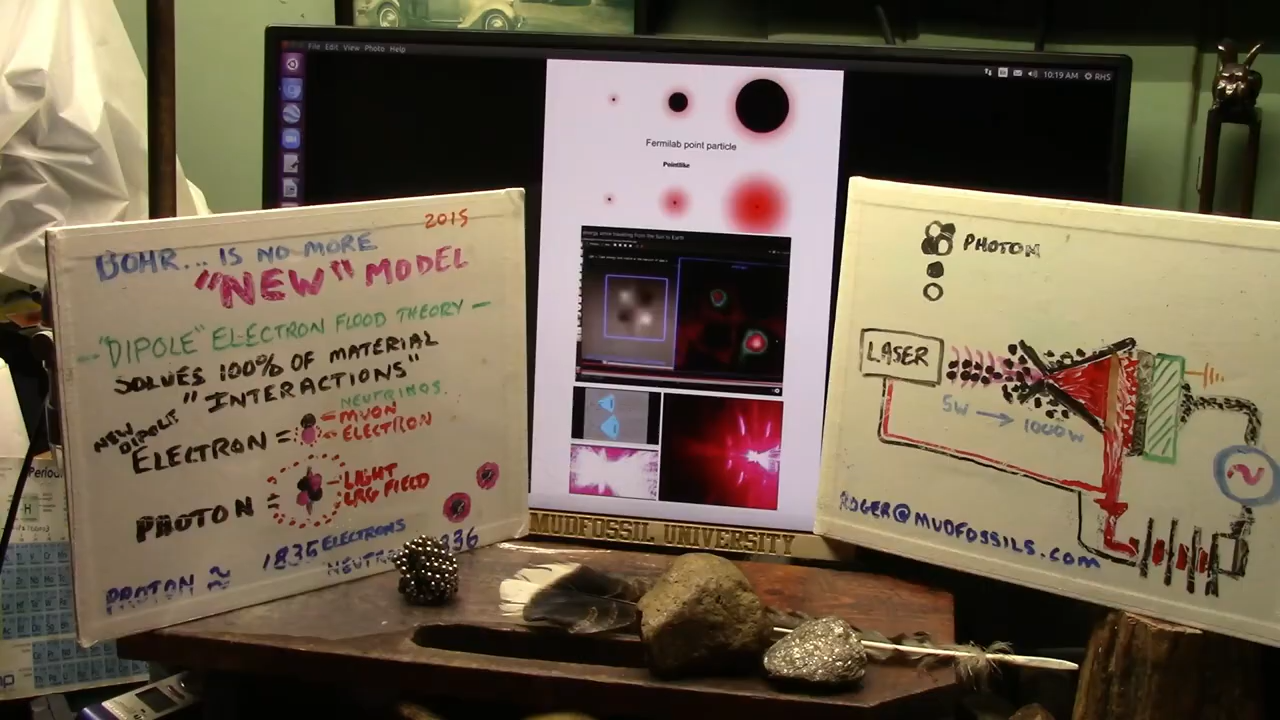 File Edit View Photo Help
10:19 AM RHS
Fermilab point particle
Pointlike
2015
BOHR... IS NO MORE
"NEW" MODEL
"DIPOLE" ELECTRON FLOOD THEORY
SOLVES 100% OF MATERIAL
"INTERACTIONS"
NEUTRINOS
NEW
ELECTRON =
MUON
ELECTRON
PHOTON
LIGHT
FIELD
PROTON ≈ 1835 ELECTRONS
PHOTON
LASER
5W → 1000W
ROGER@MUDFOSSILS.COM
MUDFOSSIL UNIVERSITY